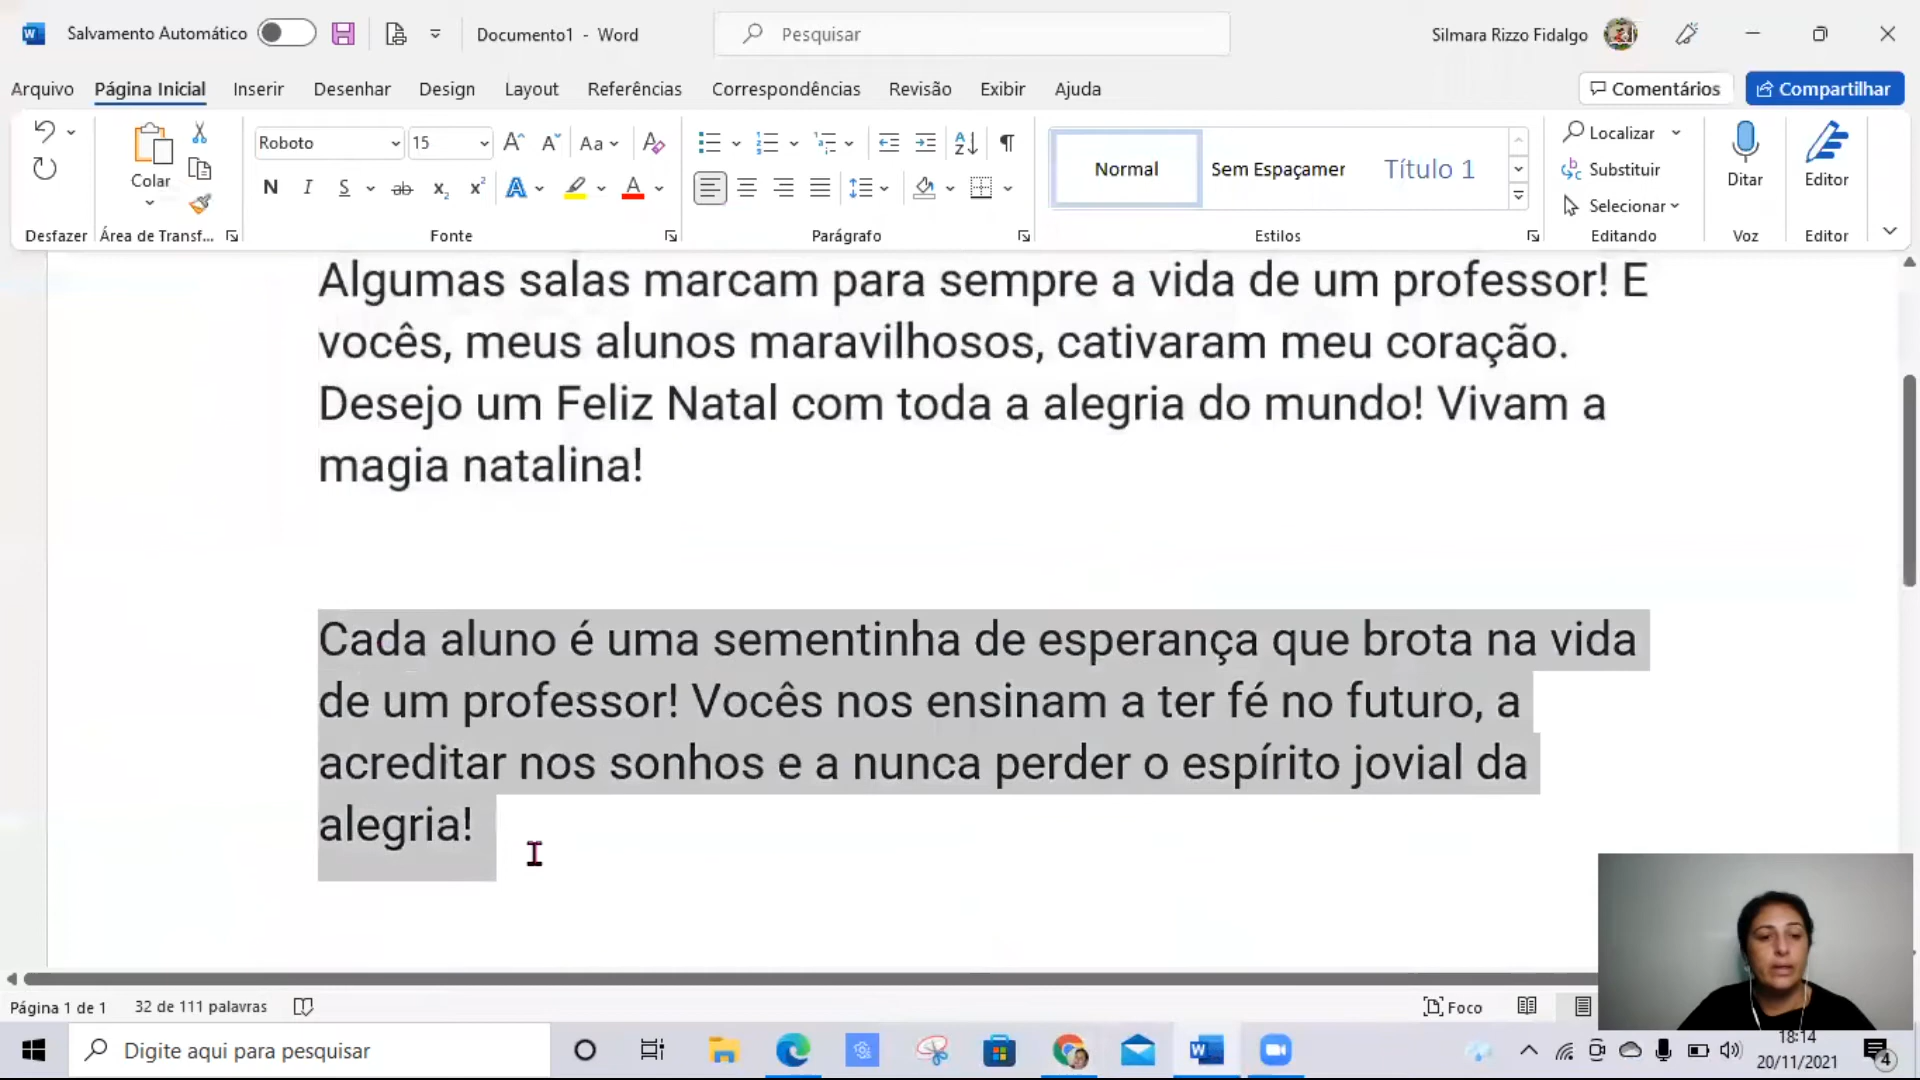 Salvamento Automático
Documento1 - Word
Pesquisar
Silmara Rizzo Fidalgo
Arquivo Página Inicial Inserir Desenhar Design Layout Referências Correspondências Revisão Exibir Ajuda
Comentários
Compartilhar
Colar
Roboto
15
Aa
N I S ab x₂ x² A A
Normal
Sem Espaçamer
Título 1
Localizar
Substituir
Selecionar
Ditar
Editor
Desfazer
Área de Transf...
Fonte
Parágrafo
Estilos
Editando
Voz
Editor
Algumas salas marcam para sempre a vida de um professor! E
vocês, meus alunos maravilhosos, cativaram meu coração.
Desejo um Feliz Natal com toda a alegria do mundo! Vivam a
magia natalina!
Cada aluno é uma sementinha de esperança que brota na vida
de um professor! Vocês nos ensinam a ter fé no futuro, a
acreditar nos sonhos e a nunca perder o espírito jovial da
alegria!
Página 1 de 1
32 de 111 palavras
Foco
Digite aqui para pesquisar
18:14
20/11/2021
4